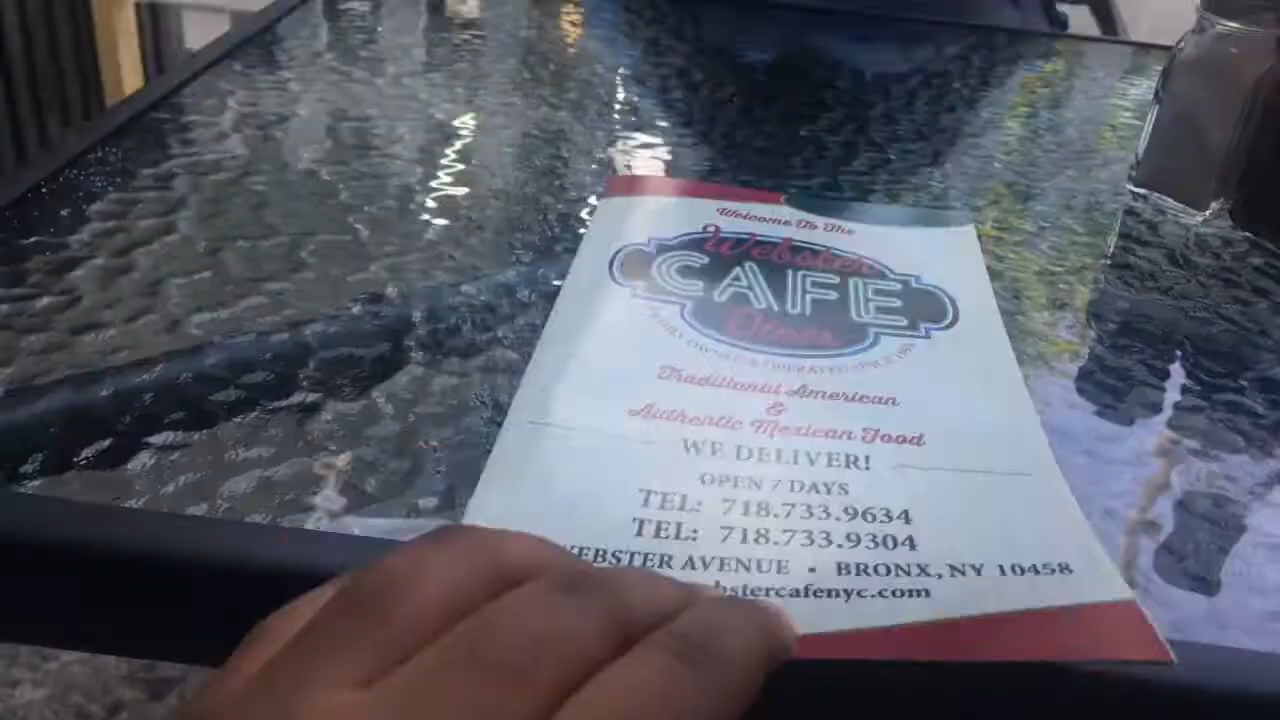 Welcome To The
Webster
CAFE
Diner
Traditional American
&
Authentic Mexican Food
WE DELIVER!
OPEN 7 DAYS
TEL: 718.733.9634
TEL: 718.733.9304
EBSTER AVENUE • BRONX, NY 10458
bstercafenyc.com